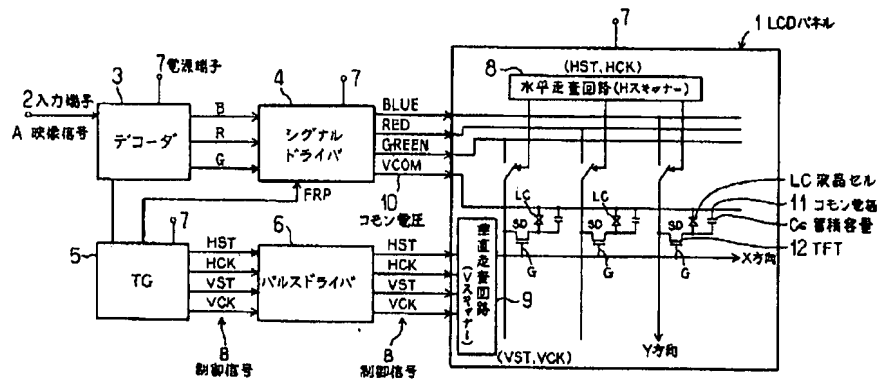 7
1 LCDパネル
7 電源端子
3
2 入力端子
A 映像信号
デコーダ
B
R
G
4
7
シグナル
ドライバ
FRP
BLUE
RED
GREEN
VCOM
10
コモン電圧
8
(HST, HCK)
水平走査回路(Hスキャナー)
LC
LC
LC 液晶セル
11 コモン電極
Cs 蓄積容量
12 TFT
SD
SD
SD
G
G
G
X方向
Y方向
5
7
TG
HST
HCK
VST
VCK
B
制御信号
6
パルスドライバ
HST
HCK
VST
VCK
B
制御信号
垂直走査回路
(Vスキャナー)
9
(VST, VCK)